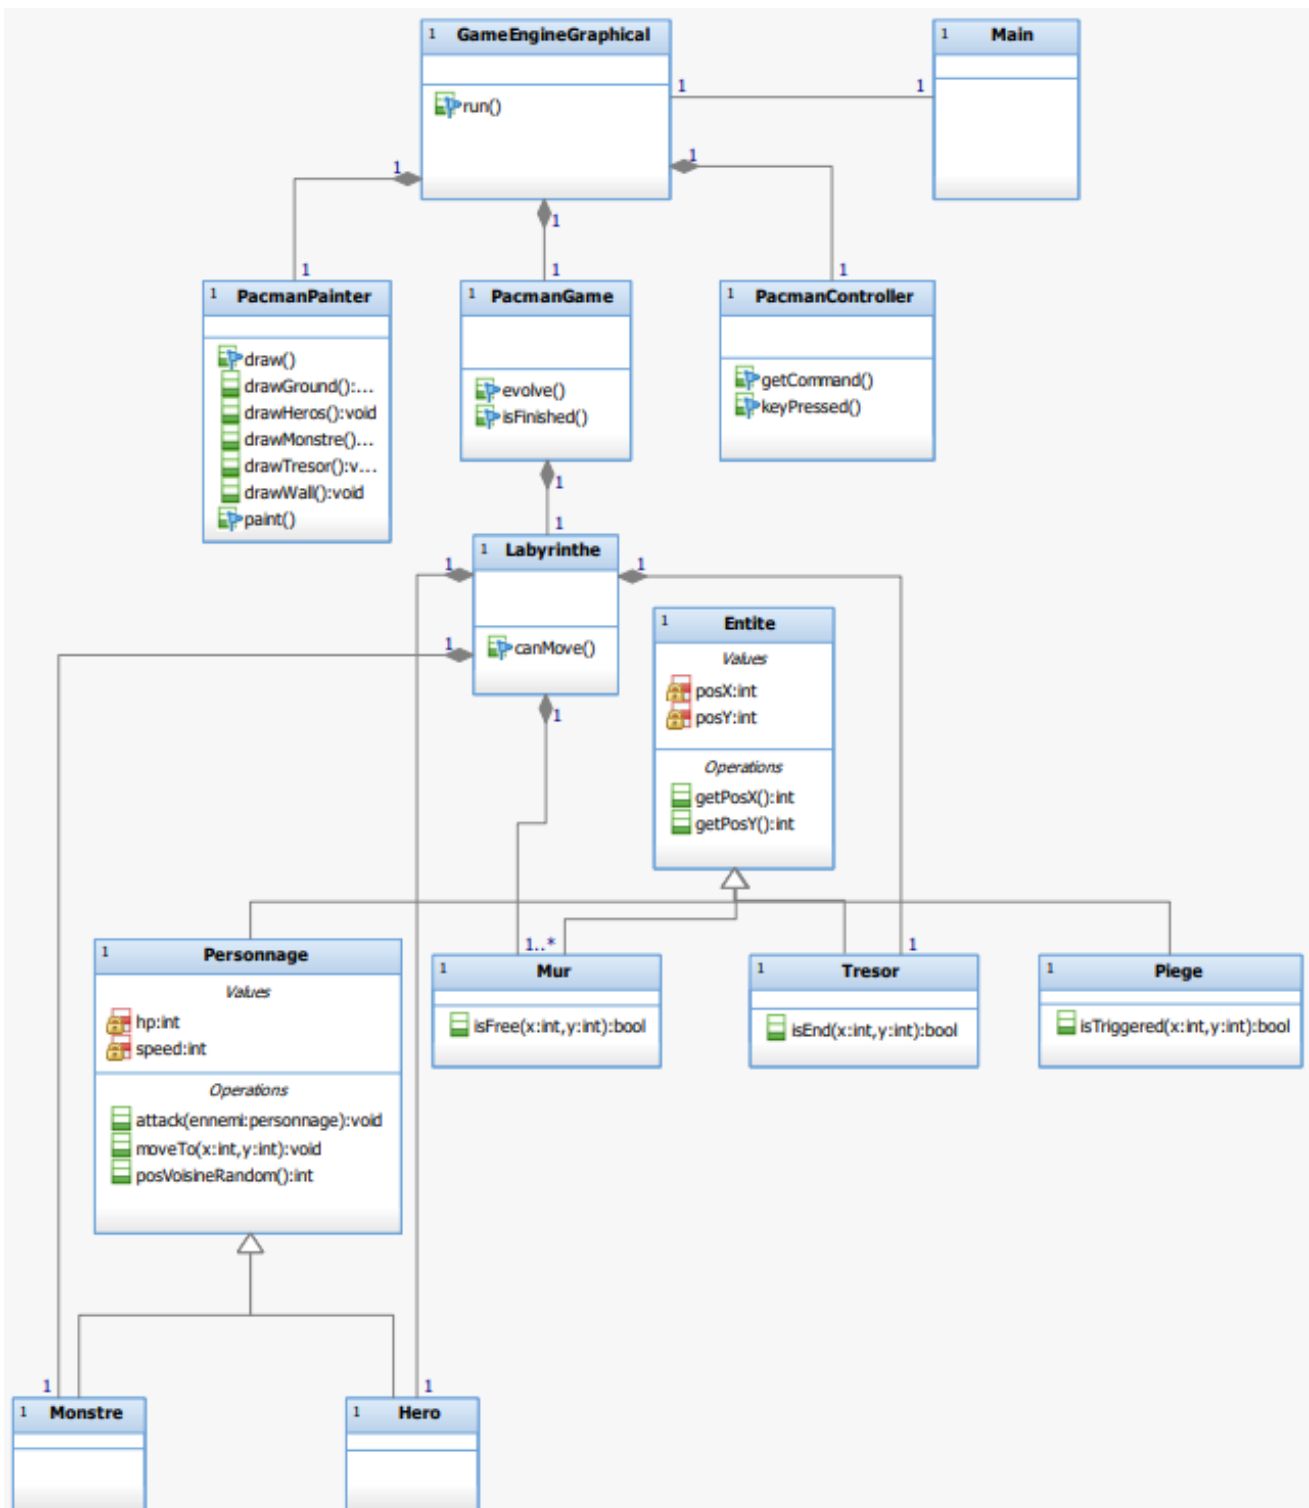 1 GameEngineGraphical
run()
1 Main
1
1
1
1
1
1
1
1
1 PacmanPainter
draw()
drawGround():...
drawHeros():void
drawMonstre()...
drawTresor():v...
drawWall():void
paint()
1 PacmanGame
evolve()
isFinished()
1 PacmanController
getCommand()
keyPressed()
1
1
1 Labyrinthe
canMove()
1
1
1
1
1 Entite
Values
posX:int
posY:int
Operations
getPosX():int
getPosY():int
1 Personnage
Values
hp:int
speed:int
Operations
attack(ennemi:personnage):void
moveTo(x:int,y:int):void
posVoisineRandom():int
1..*
1 Mur
isFree(x:int,y:int):bool
1
1 Tresor
isEnd(x:int,y:int):bool
1 Piege
isTriggered(x:int,y:int):bool
1
1 Monstre
1
1 Hero